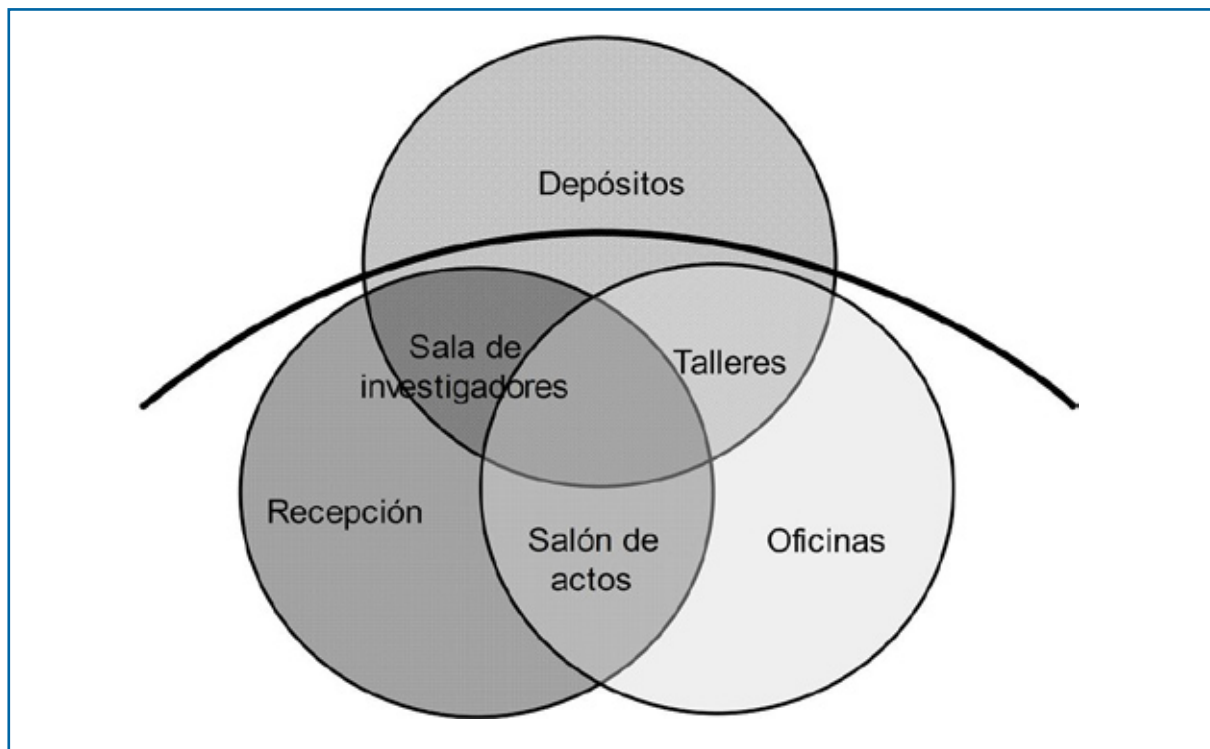 Depósitos
Sala de
investigadores
Talleres
Recepción
Salón de
actos
Oficinas